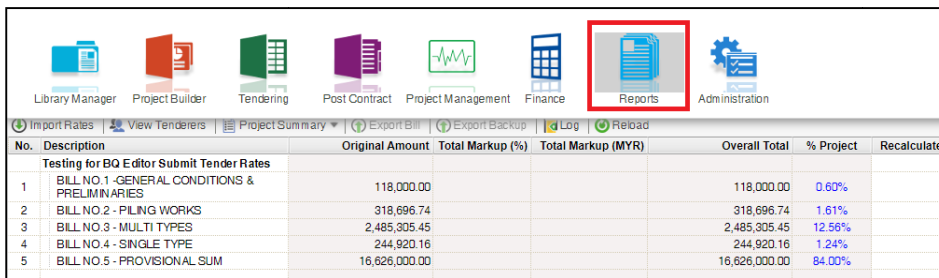 Library Manager Project Builder Tendering Post Contract Project Management Finance Reports Administration
Import Rates View Tenderers Project Summary Export Bill Export Backup Log Reload
No. Description Original Amount Total Markup (%) Total Markup (MYR) Overall Total % Project Recalculate
Testing for BQ Editor Submit Tender Rates
1 BILL NO.1 -GENERAL CONDITIONS & 118,000.00 118,000.00 0.60%
PRELIMINARIES
2 BILL NO.2 - PILING WORKS 318,696.74 318,696.74 1.61%
3 BILL NO.3 - MULTI TYPES 2,485,305.45 2,485,305.45 12.56%
4 BILL NO.4 - SINGLE TYPE 244,920.16 244,920.16 1.24%
5 BILL NO.5 - PROVISIONAL SUM 16,626,000.00 16,626,000.00 84.00%